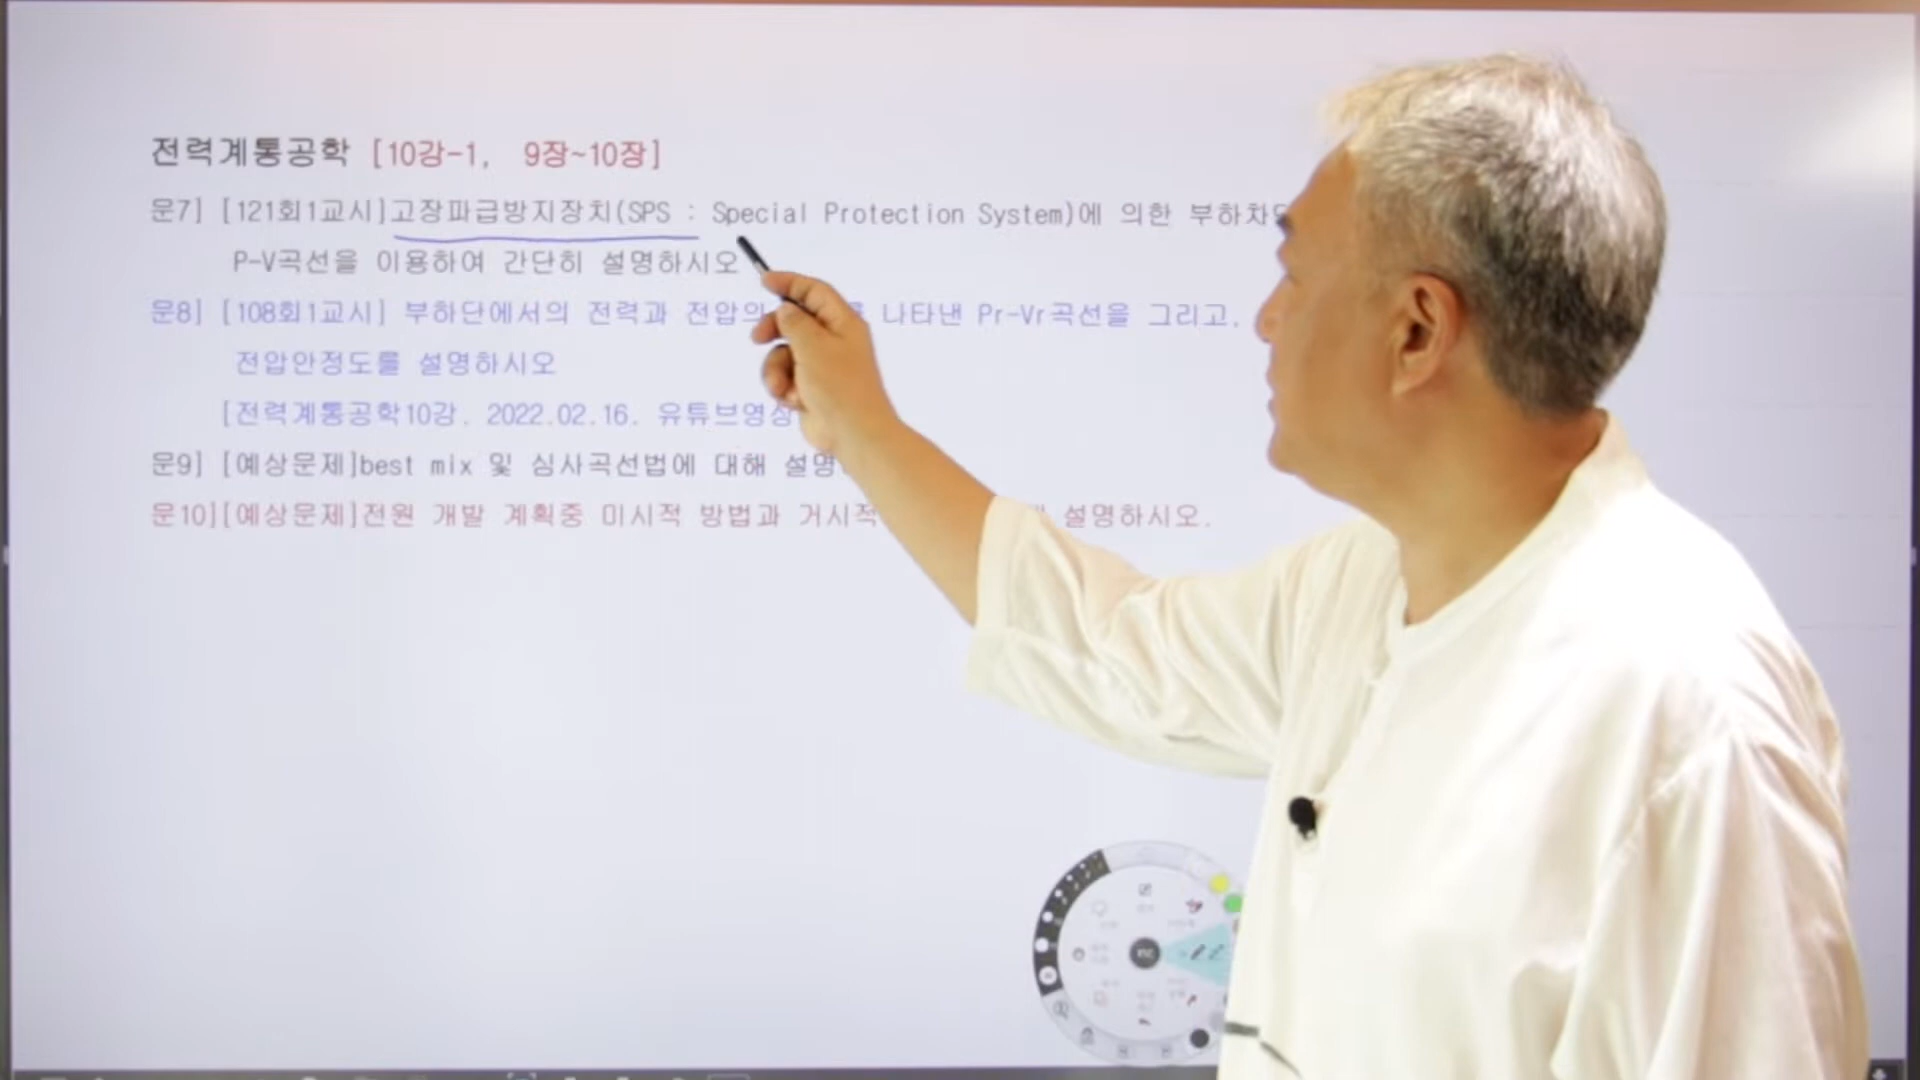 전력계통공학 [10강-1, 9장~10장]
문7] [121회1교시]고장파급방지장치(SPS : Special Protection System)에 의한
P-V곡선을 이용하여 간단히 설명하시오
문8] [108회1교시] 부하단에서의 전력과 전압의 나타낸 Pr-Vr곡선을 그리고,
전압안정도를 설명하시오
[전력계통공학10강. 2022.02.16. 유튜브영상
문9] [예상문제]best mix 및 심사곡선법에 대해
문10][예상문제]전원 개발 계획중 미시적 방법과 거시적 설명하시오.